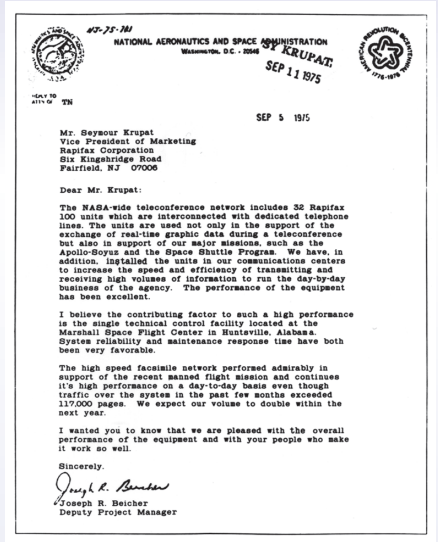 NJ-75-781
NATIONAL AERONAUTICS AND SPACE ADMINISTRATION
WASHINGTON, D.C. 20546
KRUPAT
SEP 11 1975
AMERICAN REVOLUTION BICENTENNIAL
1776-1976
REPLY TO
ATTN OF TN
SEP 5 1975
Mr. Seymour Krupat
Vice President of Marketing
Rapifax Corporation
Six Kingsbridge Road
Fairfield, NJ 07006
Dear Mr. Krupat:
The NASA-wide teleconference network includes 32 Rapifax
100 units which are interconnected with dedicated telephone
lines. The units are used not only in the support of the
exchange of real-time graphic data during a teleconference
but also in support of our major missions, such as the
Apollo-Soyuz and the Space Shuttle Program. We have, in
addition, installed the units in our communications centers
to increase the speed and efficiency of transmitting and
receiving high volumes of information to run the day-by-day
business of the agency. The performance of the equipment
has been excellent.
I believe the contributing factor to such a high performance
is the single technical control facility located at the
Marshall Space Flight Center in Huntsville, Alabama.
System reliability and maintenance response time have both
been very favorable.
The high speed facsimile network performed admirably in
support of the recent manned flight mission and continues
it's high performance on a day-to-day basis even though
traffic over the system in the past few months exceeded
117,000 pages. We expect our volume to double within the
next year.
I wanted you to know that we are pleased with the overall
performance of the equipment and with your people who make
it work so well.
Sincerely,
Joseph R. Beicher
Joseph R. Beicher
Deputy Project Manager